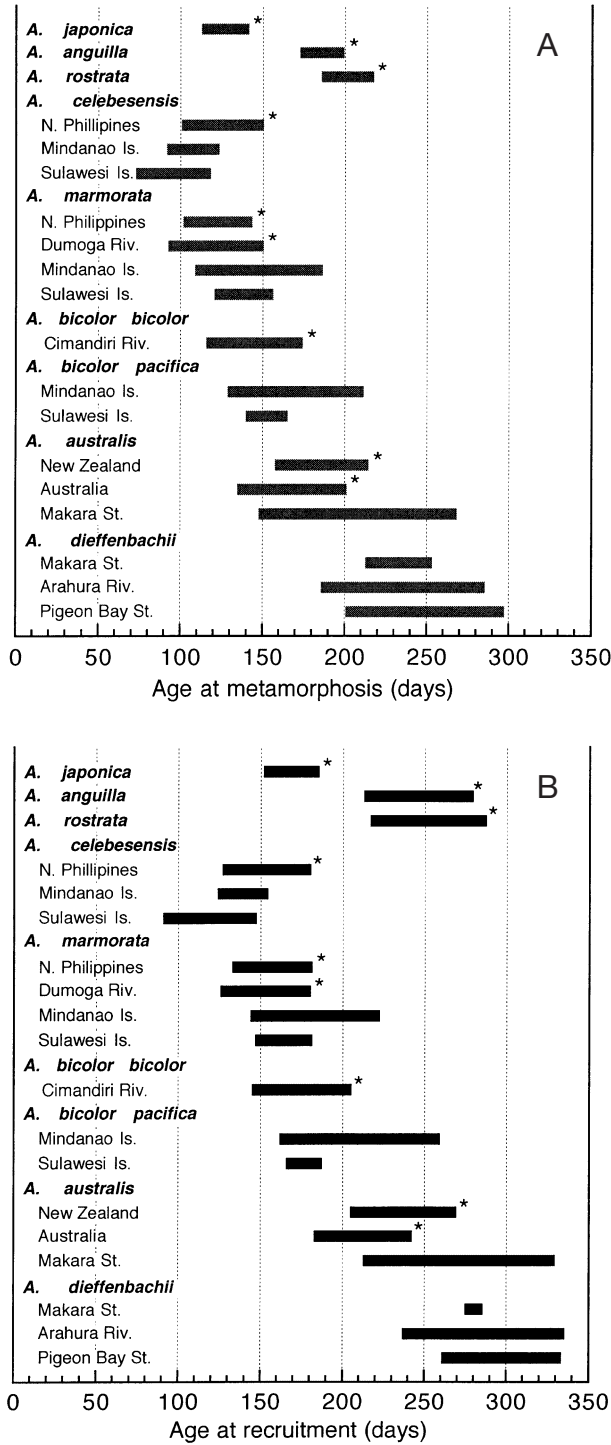 A
A. japonica *
A. anguilla *
A. rostrata *
A. celebesensis
N. Phillipines *
Mindanao Is.
Sulawesi Is.
A. marmorata
N. Philippines *
Dumoga Riv. *
Mindanao Is.
Sulawesi Is.
A. bicolor bicolor
Cimandiri Riv. *
A. bicolor pacifica
Mindanao Is.
Sulawesi Is.
A. australis
New Zealand *
Australia *
Makara St.
A. dieffenbachii
Makara St.
Arahura Riv.
Pigeon Bay St.
0 50 100 150 200 250 300 350
Age at metamorphosis (days)
B
A. japonica *
A. anguilla *
A. rostrata *
A. celebesensis
N. Phillipines *
Mindanao Is.
Sulawesi Is.
A. marmorata
N. Philippines *
Dumoga Riv. *
Mindanao Is.
Sulawesi Is.
A. bicolor bicolor
Cimandiri Riv. *
A. bicolor pacifica
Mindanao Is.
Sulawesi Is.
A. australis
New Zealand *
Australia *
Makara St.
A. dieffenbachii
Makara St.
Arahura Riv.
Pigeon Bay St.
0 50 100 150 200 250 300 350
Age at recruitment (days)